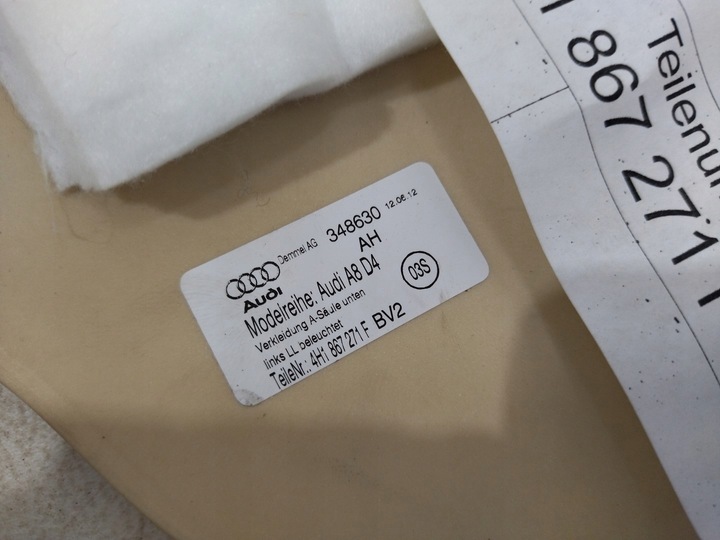 Audi
Demmel AG 348630 12.06.12
AH
Modelreihe: Audi A8 D4
03S
Verkleidung A-Säule unten
links LL beleuchtet
TeileNr.: 4H1 867 271 F BV2
867 271